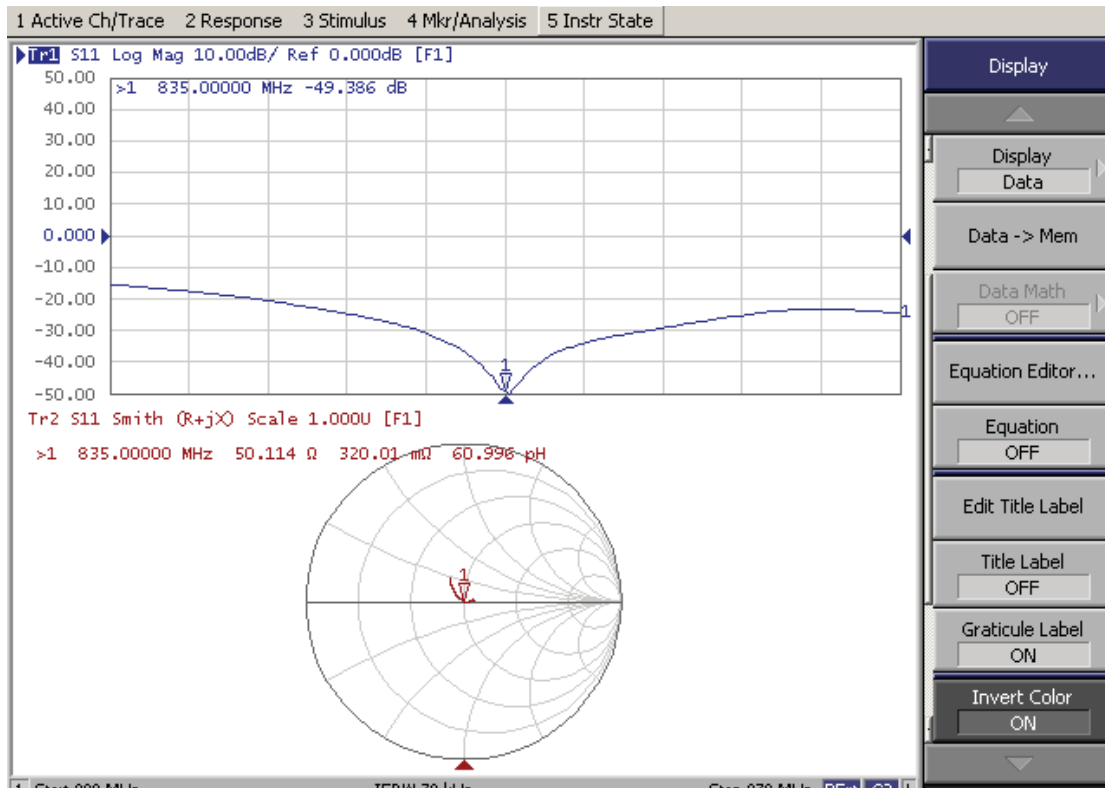 1 Active Ch/Trace 2 Response 3 Stimulus 4 Mkr/Analysis 5 Instr State
Tr1 S11 Log Mag 10.00dB/ Ref 0.000dB [F1]
>1 835.00000 MHz -49.386 dB
50.00
40.00
30.00
20.00
10.00
0.000
-10.00
-20.00
-30.00
-40.00
-50.00
1
1
Tr2 S11 Smith (R+jX) Scale 1.000U [F1]
>1 835.00000 MHz 50.114 Ω 320.01 mΩ 60.996 pH
1
Display
Display
Data
Data -> Mem
Data Math
OFF
Equation Editor...
Equation
OFF
Edit Title Label
Title Label
OFF
Graticule Label
ON
Invert Color
ON